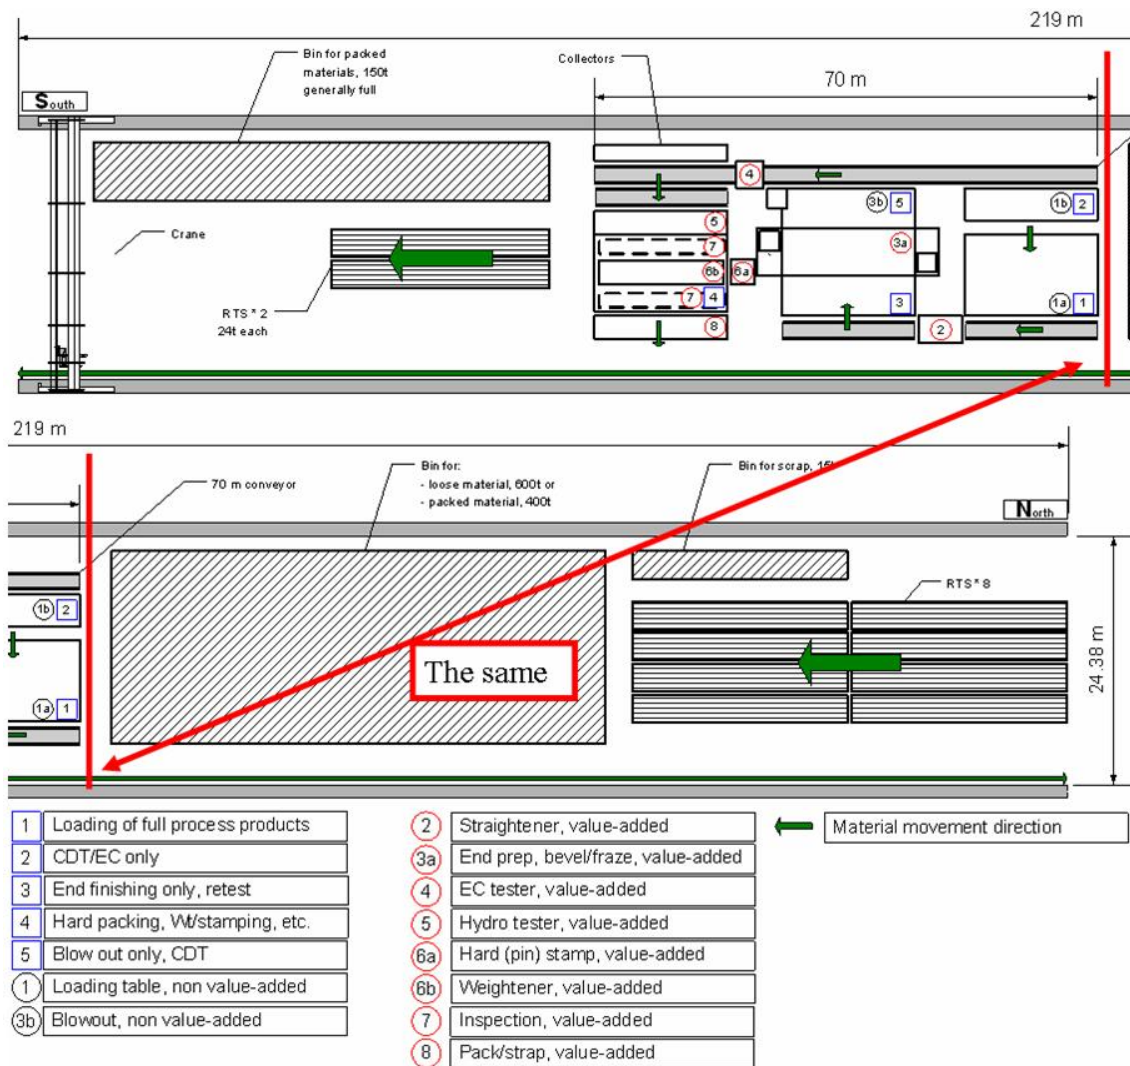 219 m
Bin for packed
materials, 150t
generally full
Collectors
70 m
South
4
3b 5
1b 2
5
7
3a
Crane
6b
6a
RTS * 2
24t each
7 4
3
1a 1
8
2
219 m
70 m conveyor
Bin for:
- loose material, 600t or
- packed material, 400t
Bin for scrap,
North
1b 2
RTS * 8
The same
24.38 m
1a 1
1 Loading of full process products
2 CDT/EC only
3 End finishing only, retest
4 Hard packing, Wt/stamping, etc.
5 Blow out only, CDT
1 Loading table, non value-added
3b Blowout, non value-added
2 Straightener, value-added
3a End prep, bevel/fraze, value-added
4 EC tester, value-added
5 Hydro tester, value-added
6a Hard (pin) stamp, value-added
6b Weightener, value-added
7 Inspection, value-added
8 Pack/strap, value-added
Material movement direction